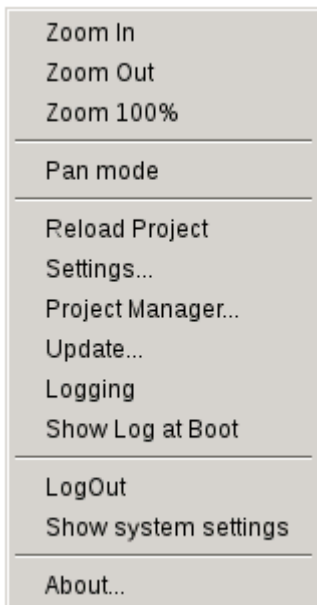 Zoom In
Zoom Out
Zoom 100%
Pan mode
Reload Project
Settings...
Project Manager...
Update...
Logging
Show Log at Boot
LogOut
Show system settings
About...